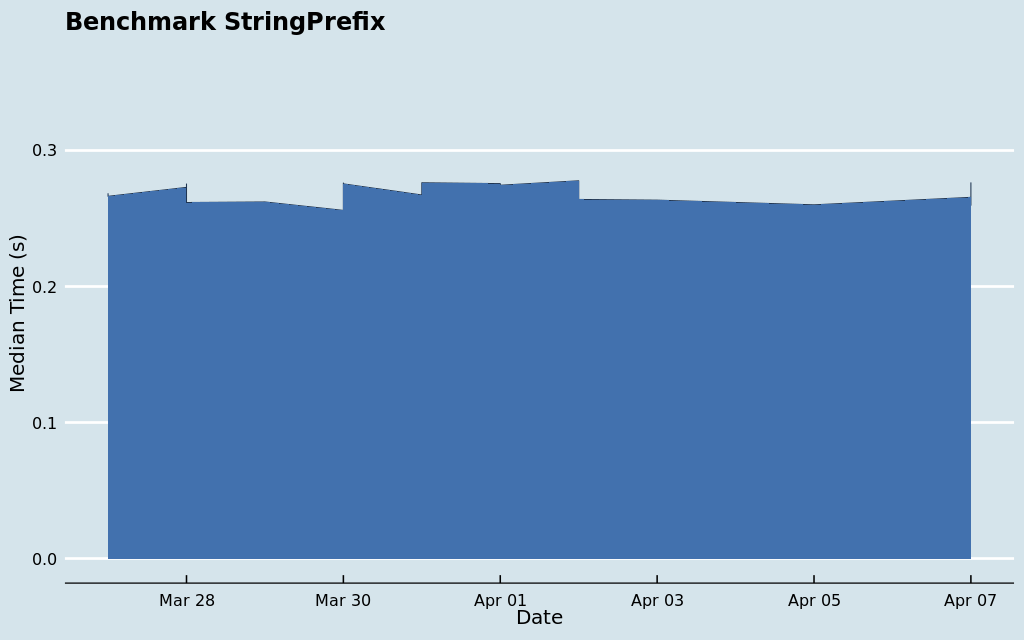 Benchmark StringPrefix
Median Time (s)
0.3
0.2
0.1
0.0
Mar 28 Mar 30 Apr 01 Apr 03 Apr 05 Apr 07
Date